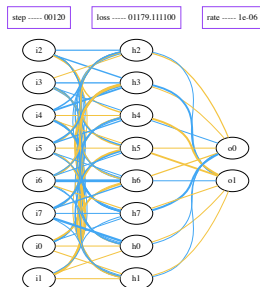 step ----- 00120 loss ----- 01179.111100 rate ----- 1e-06
i2 h2
i3 h3
i4 h4
i5 h5 o0
i6 h6 o1
i7 h7
i0 h0
i1 h1